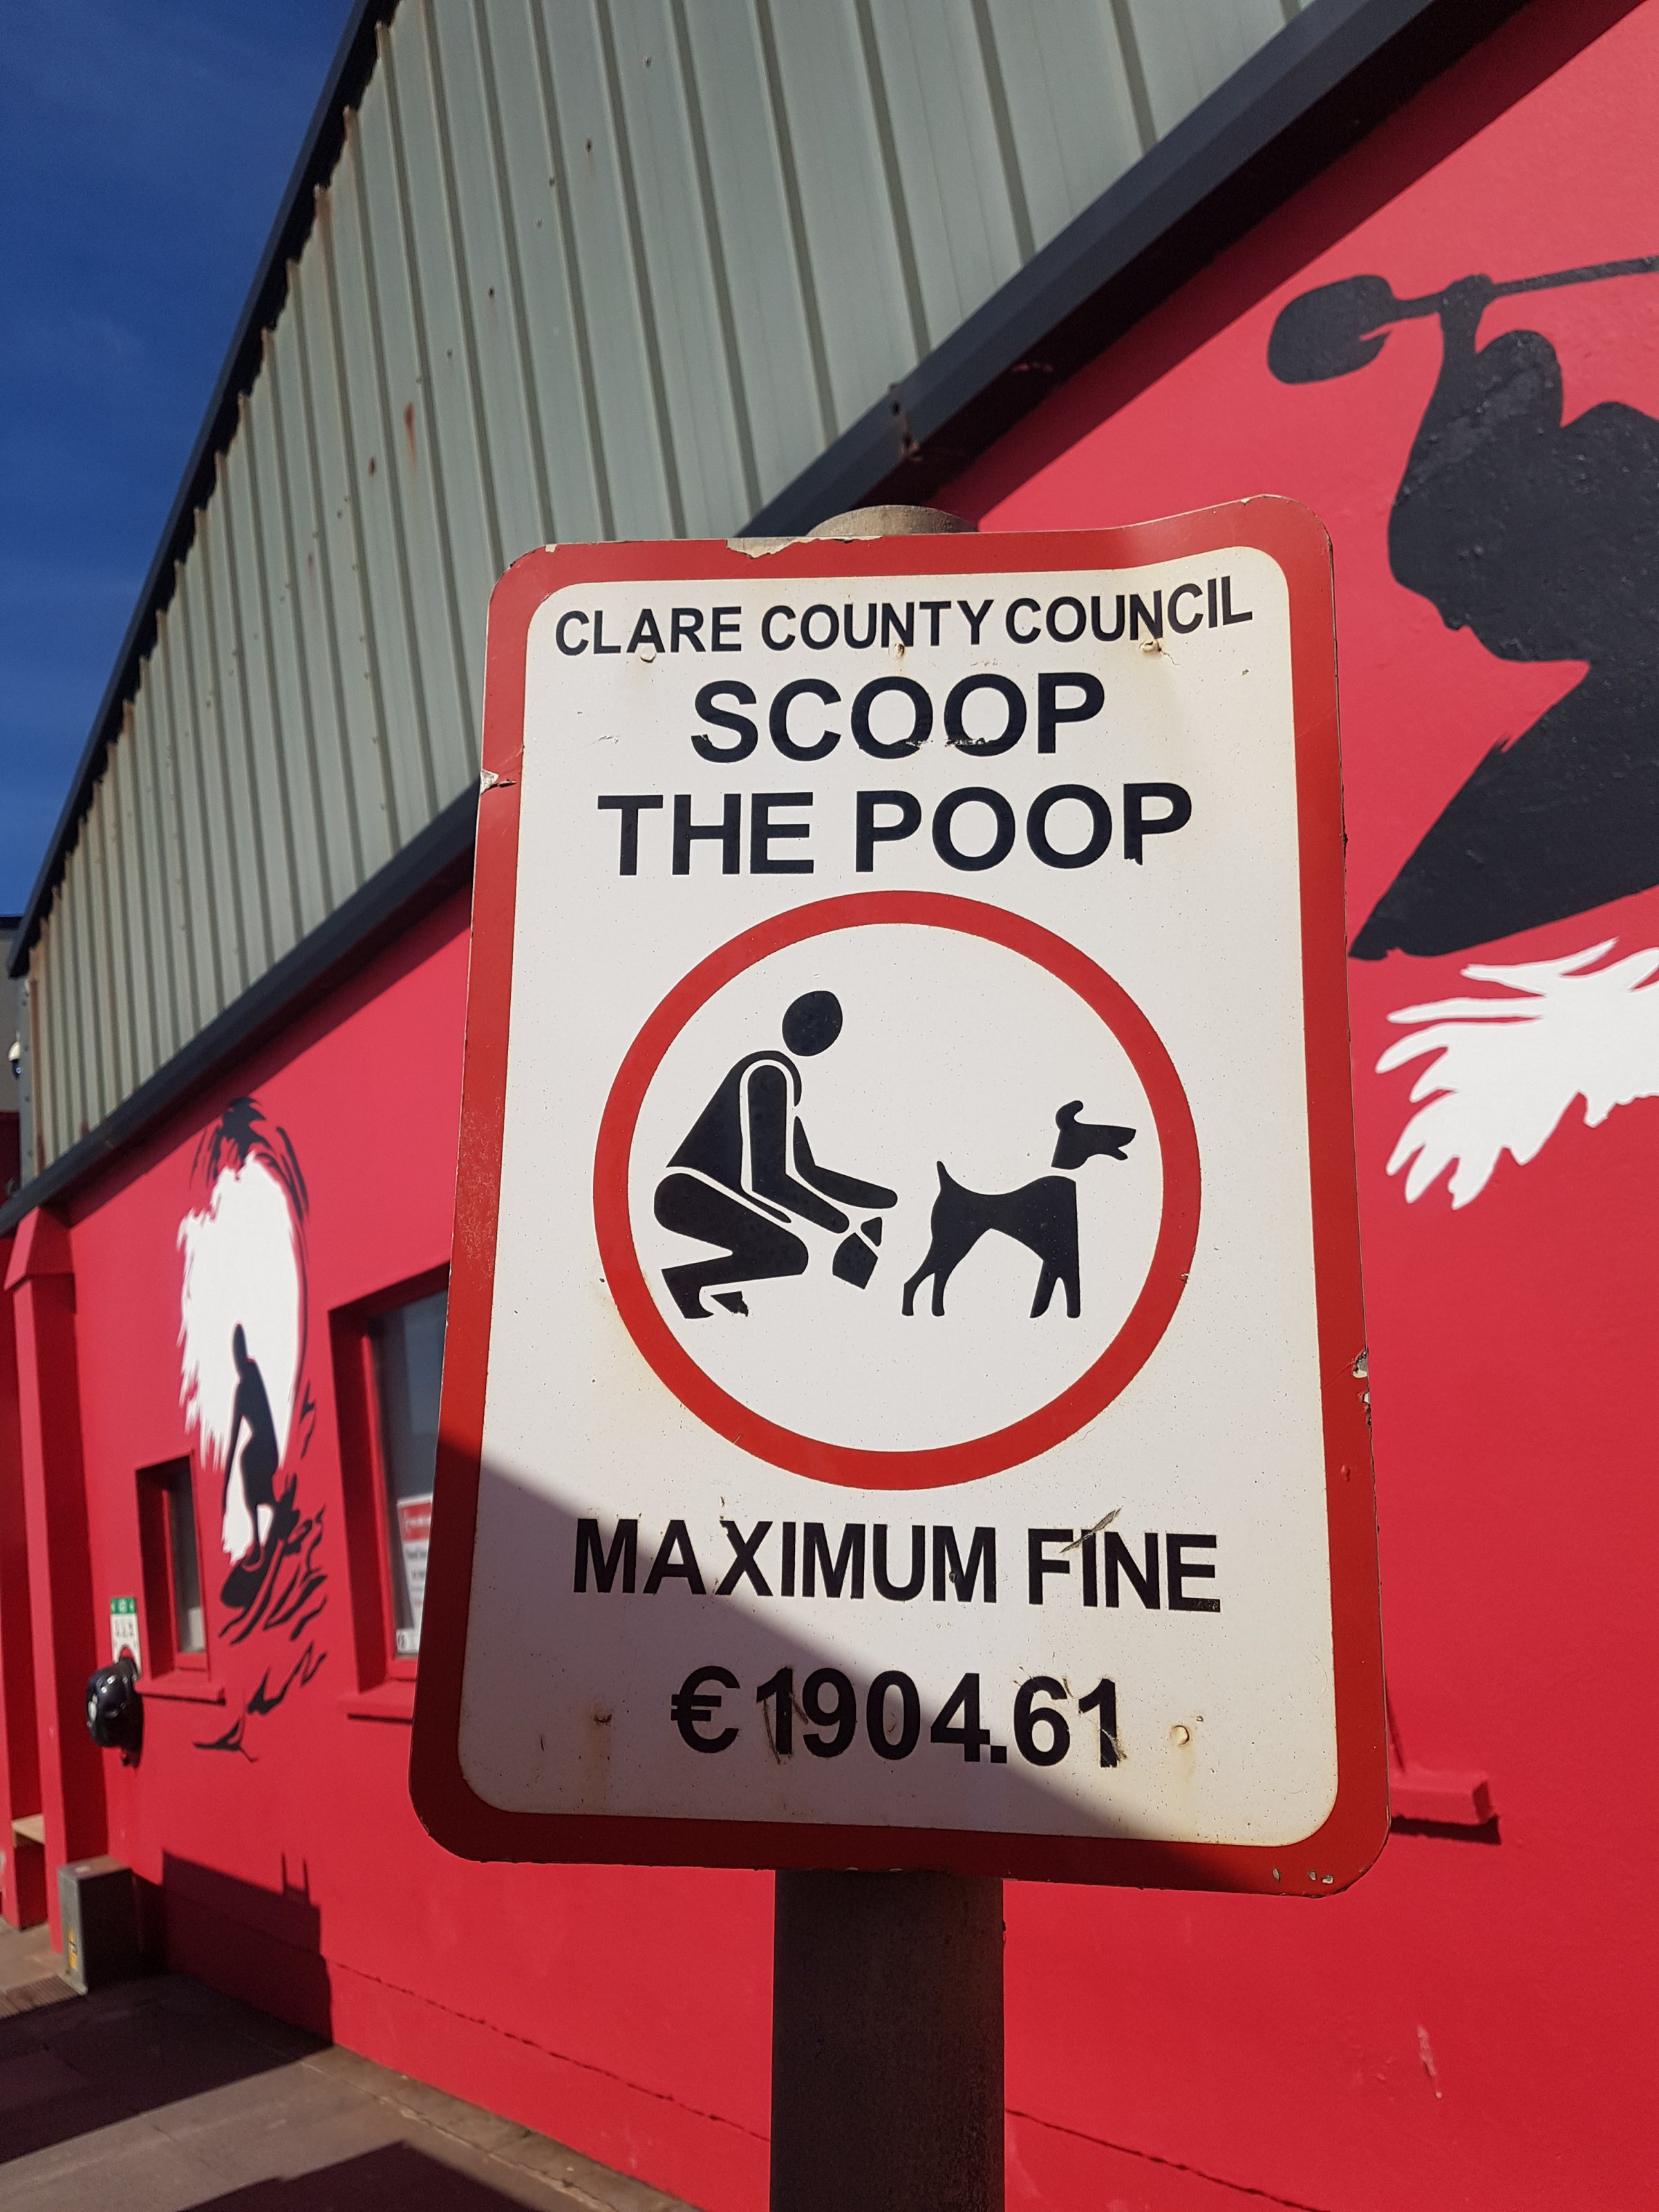 CLARE COUNTY COUNCIL
SCOOP
THE POOP
MAXIMUM FINE
€1904.61